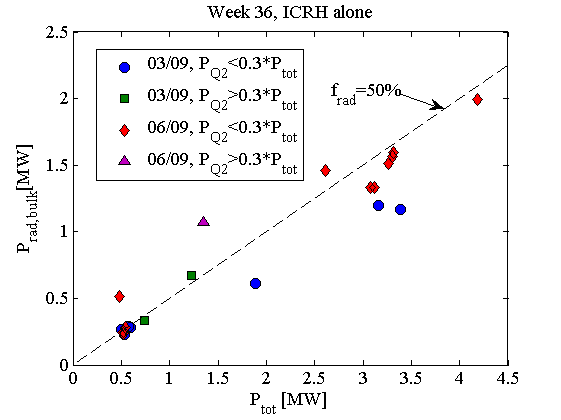 Week 36, ICRH alone
2.5
2
1.5
1
0.5
0
P_rad,bulk[MW]
03/09, P_Q2<0.3*P_tot
03/09, P_Q2>0.3*P_tot
06/09, P_Q2<0.3*P_tot
06/09, P_Q2>0.3*P_tot
f_rad=50%
0 0.5 1 1.5 2 2.5 3 3.5 4 4.5
P_tot [MW]